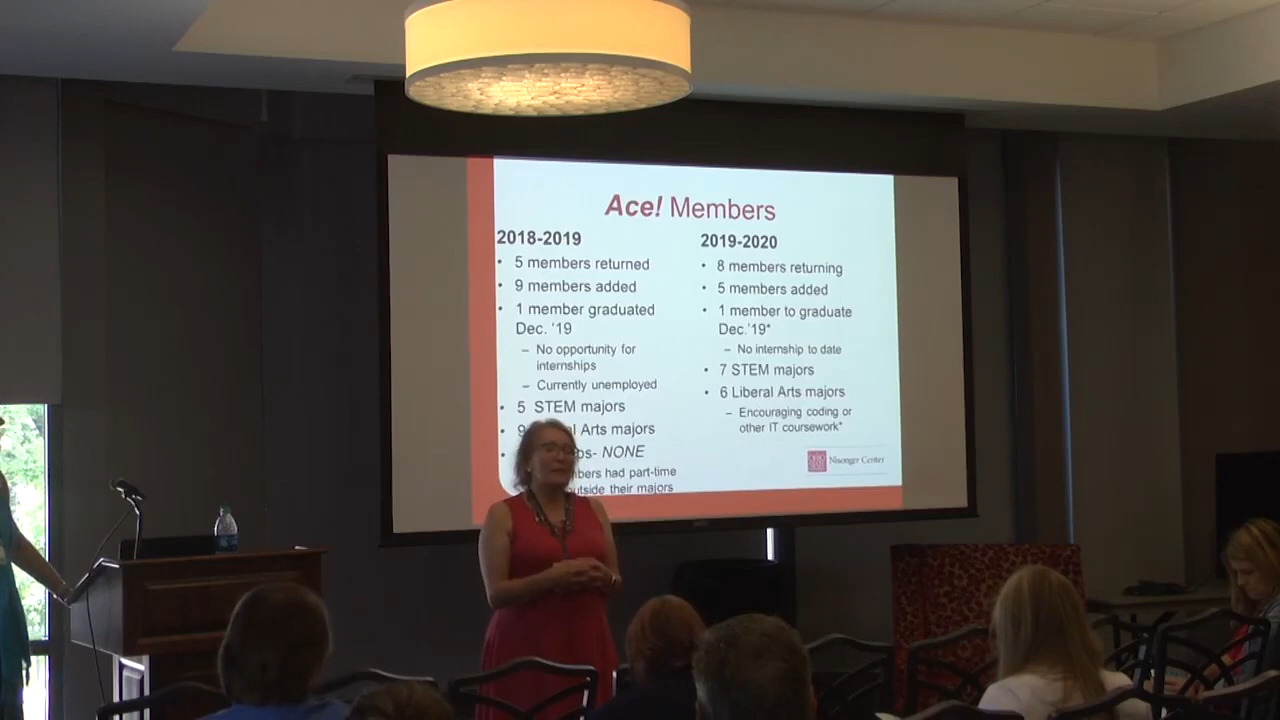 Ace! Members
2018-2019
• 5 members returned
• 9 members added
• 1 member graduated
Dec. '19
– No opportunity for
internships
– Currently unemployed
• 5 STEM majors
• 9 Arts majors
• - NONE
had part-time
outside their majors
2019-2020
• 8 members returning
• 5 members added
• 1 member to graduate
Dec.'19*
– No internship to date
• 7 STEM majors
• 6 Liberal Arts majors
– Encouraging coding or
other IT coursework*
Nisonger Center